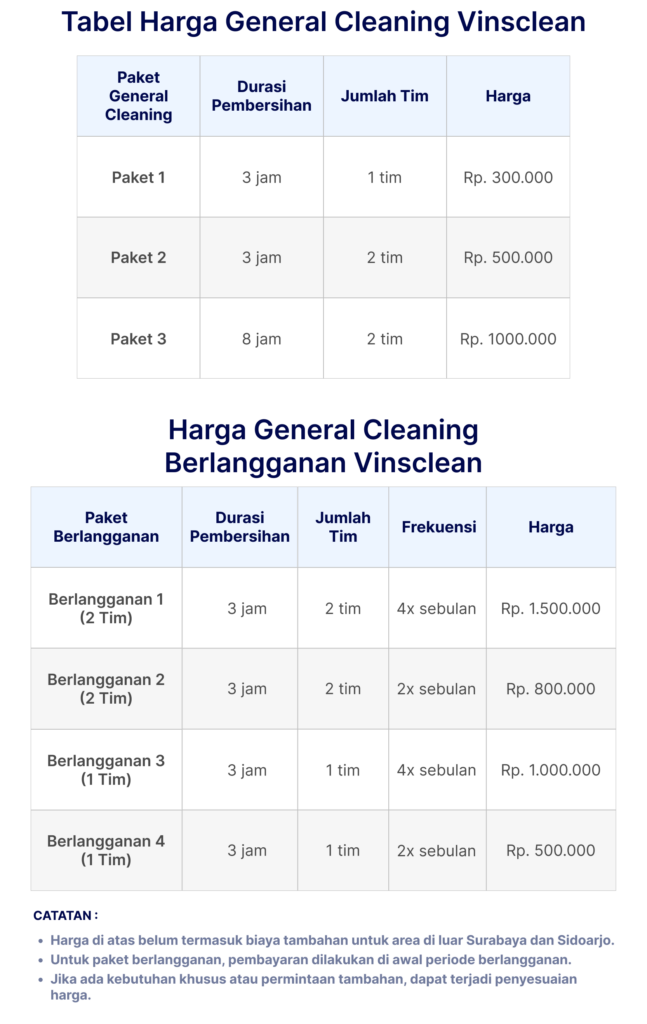 Tabel Harga General Cleaning Vinsclean
Paket General Cleaning | Durasi Pembersihan | Jumlah Tim | Harga
Paket 1 | 3 jam | 1 tim | Rp. 300.000
Paket 2 | 3 jam | 2 tim | Rp. 500.000
Paket 3 | 8 jam | 2 tim | Rp. 1000.000
Harga General Cleaning
Berlangganan Vinsclean
Paket Berlangganan | Durasi Pembersihan | Jumlah Tim | Frekuensi | Harga
Berlangganan 1 (2 Tim) | 3 jam | 2 tim | 4x sebulan | Rp. 1.500.000
Berlangganan 2 (2 Tim) | 3 jam | 2 tim | 2x sebulan | Rp. 800.000
Berlangganan 3 (1 Tim) | 3 jam | 1 tim | 4x sebulan | Rp. 1.000.000
Berlangganan 4 (1 Tim) | 3 jam | 1 tim | 2x sebulan | Rp. 500.000
CATATAN :
• Harga di atas belum termasuk biaya tambahan untuk area di luar Surabaya dan Sidoarjo.
• Untuk paket berlangganan, pembayaran dilakukan di awal periode berlangganan.
• Jika ada kebutuhan khusus atau permintaan tambahan, dapat terjadi penyesuaian
harga.